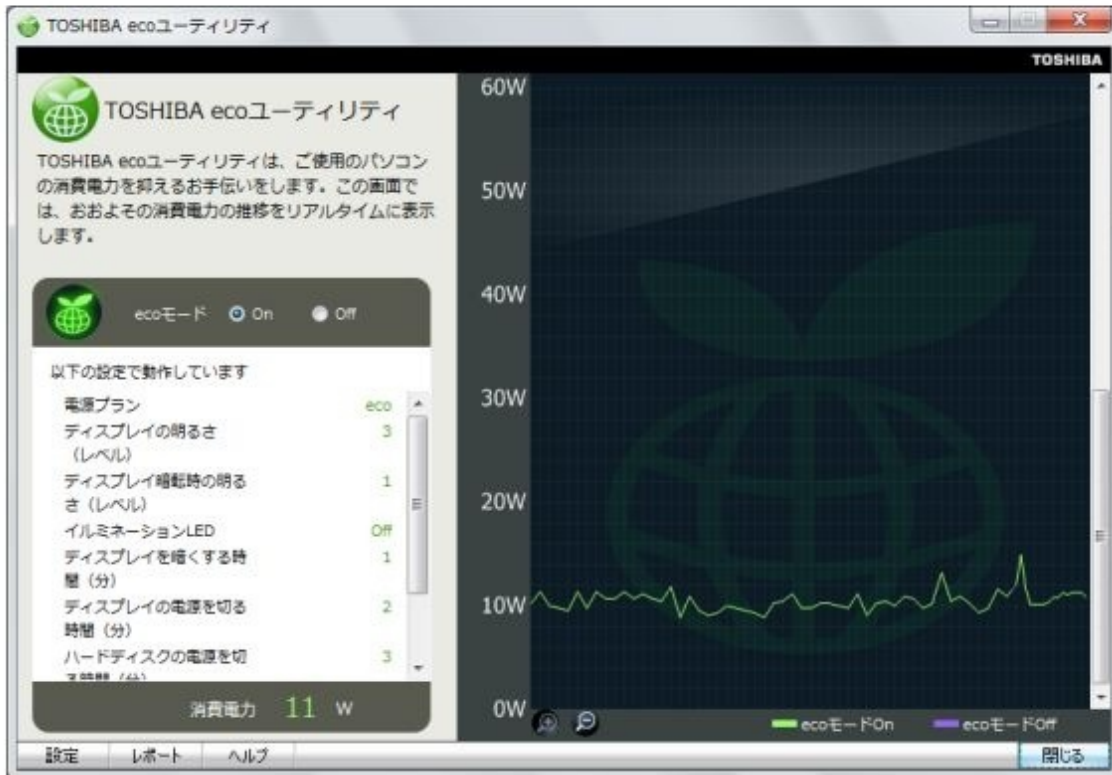 TOSHIBA ecoユーティリティ
TOSHIBA
TOSHIBA ecoユーティリティ
TOSHIBA ecoユーティリティは、ご使用のパソコン
の消費電力を抑えるお手伝いをします。この画面で
は、おおよその消費電力の推移をリアルタイムに表示
します。
ecoモード On Off
以下の設定で動作しています
電源プラン eco
ディスプレイの明るさ 3
（レベル）
ディスプレイ暗転時の明る 1
さ（レベル）
イルミネーションLED Off
ディスプレイを暗くする時 1
間（分）
ディスプレイの電源を切る 2
時間（分）
ハードディスクの電源を切 3
る時間（分）
消費電力 11 W
60W
50W
40W
30W
20W
10W
0W
ecoモードOn ecoモードOff
設定 レポート ヘルプ 閉じる